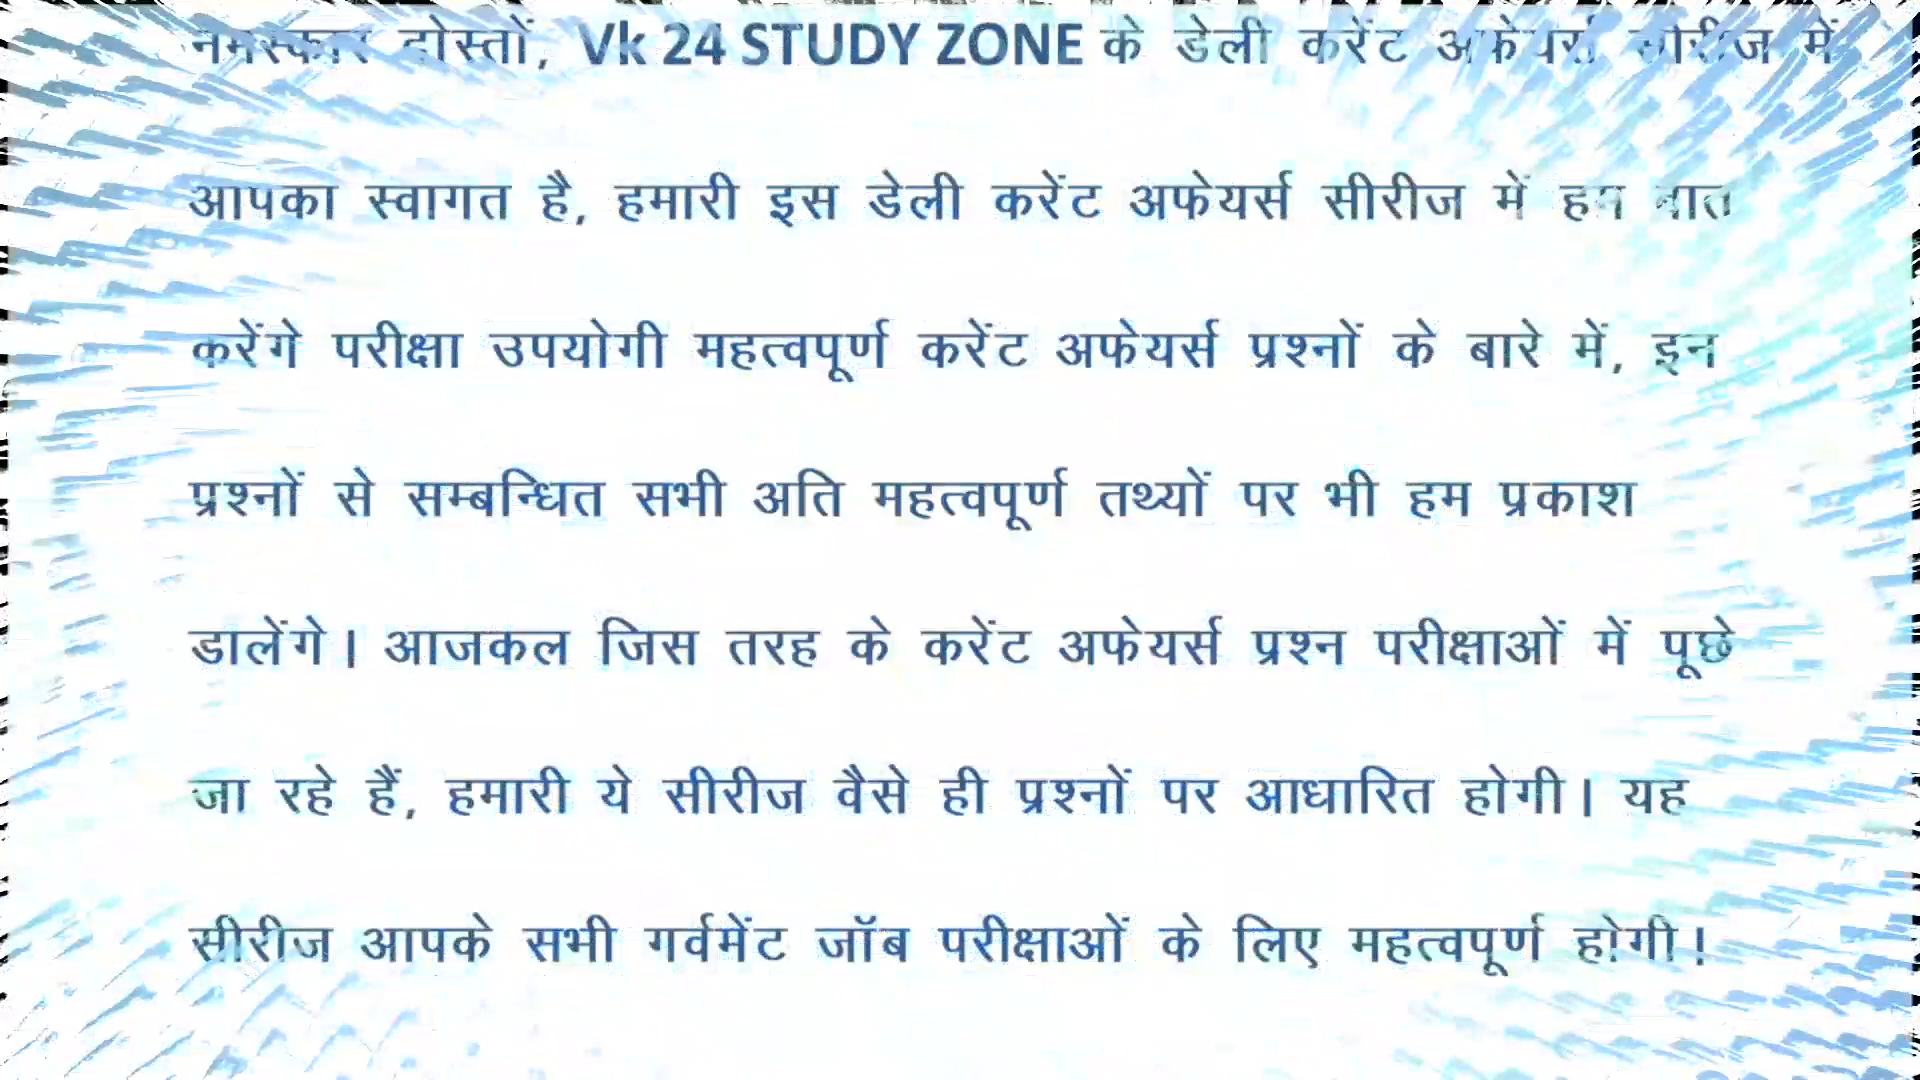 नमस्कार दोस्तों, Vk 24 STUDY ZONE के डेली करेंट अफेयर्स सीरीज में
आपका स्वागत है, हमारी इस डेली करेंट अफेयर्स सीरीज में हम बात
करेंगे परीक्षा उपयोगी महत्वपूर्ण करेंट अफेयर्स प्रश्नों के बारे में, इन
प्रश्नों से सम्बन्धित सभी अति महत्वपूर्ण तथ्यों पर भी हम प्रकाश
डालेंगे। आजकल जिस तरह के करेंट अफेयर्स प्रश्न परीक्षाओं में पूछे
जा रहे हैं, हमारी ये सीरीज वैसे ही प्रश्नों पर आधारित होगी। यह
सीरीज आपके सभी गर्वमेंट जॉब परीक्षाओं के लिए महत्वपूर्ण होगी!